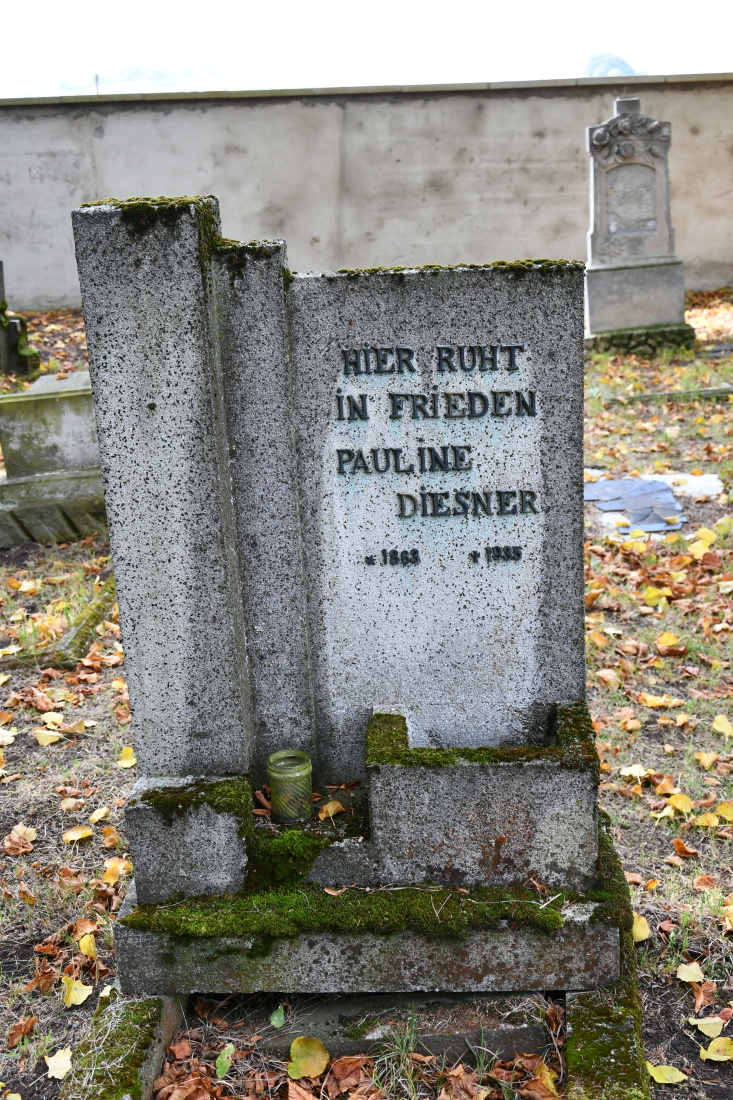 HiER RUHT
iN FRiEDEN
PAULiNE
DiESNER
* 1863 † 1935